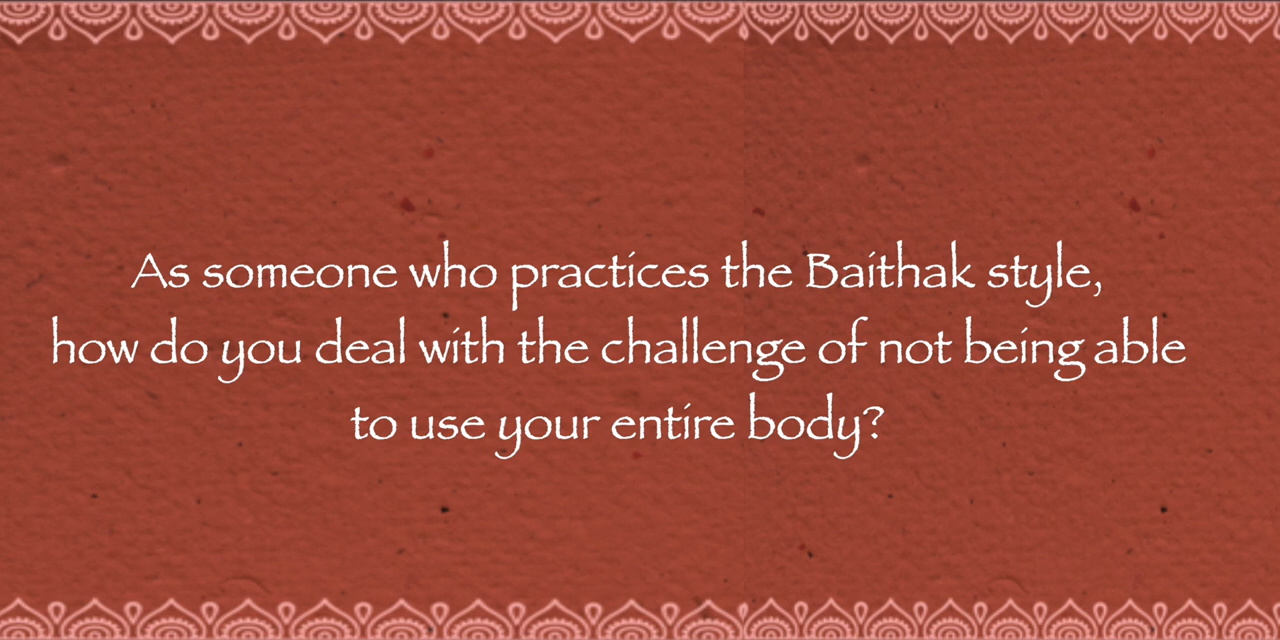 As someone who practices the Baithak style,
how do you deal with the challenge of not being able
to use your entire body?